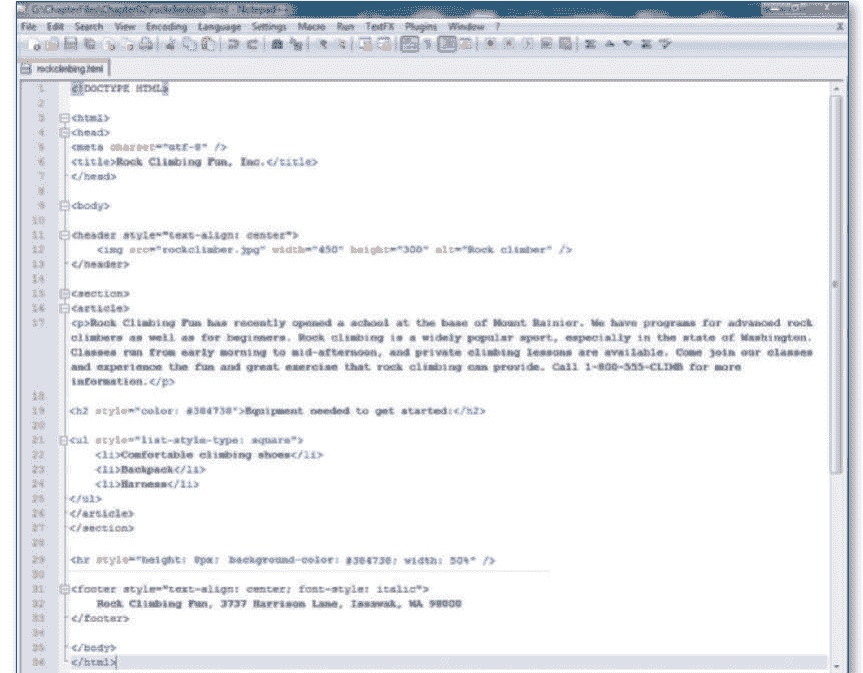 G:\ChapterFiles\Chapter02\rockclimbing.html - Notepad++
File Edit Search View Encoding Language Settings Macro Run TextFX Plugins Window ?
X
rockclimbing.html
1 <!DOCTYPE HTML>
2
3 <html>
4 <head>
5 <meta charset="utf-8" />
6 <title>Rock Climbing Fun, Inc.</title>
7 </head>
8
9 <body>
10
11 <header style="text-align: center">
12 <img src="rockclimber.jpg" width="450" height="300" alt="Rock climber" />
13 </header>
14
15 <section>
16 <article>
17 <p>Rock Climbing Fun has recently opened a school at the base of Mount Rainier. We have programs for advanced rock
climbers as well as for beginners. Rock climbing is a widely popular sport, especially in the state of Washington.
Classes run from early morning to mid-afternoon, and private climbing lessons are available. Come join our classes
and experience the fun and great exercise that rock climbing can provide. Call 1-800-555-CLIMB for more
information.</p>
18
19 <h2 style="color: #384738">Equipment needed to get started:</h2>
20
21 <ul style="list-style-type: square">
22 <li>Comfortable climbing shoes</li>
23 <li>Backpack</li>
24 <li>Harness</li>
25 </ul>
26 </article>
27 </section>
28
29 <hr style="height: 8px; background-color: #384738; width: 50%" />
30
31 <footer style="text-align: center; font-style: italic">
32 Rock Climbing Fun, 3737 Harrison Lane, Issawak, WA 98000
33 </footer>
34
35 </body>
36 </html>